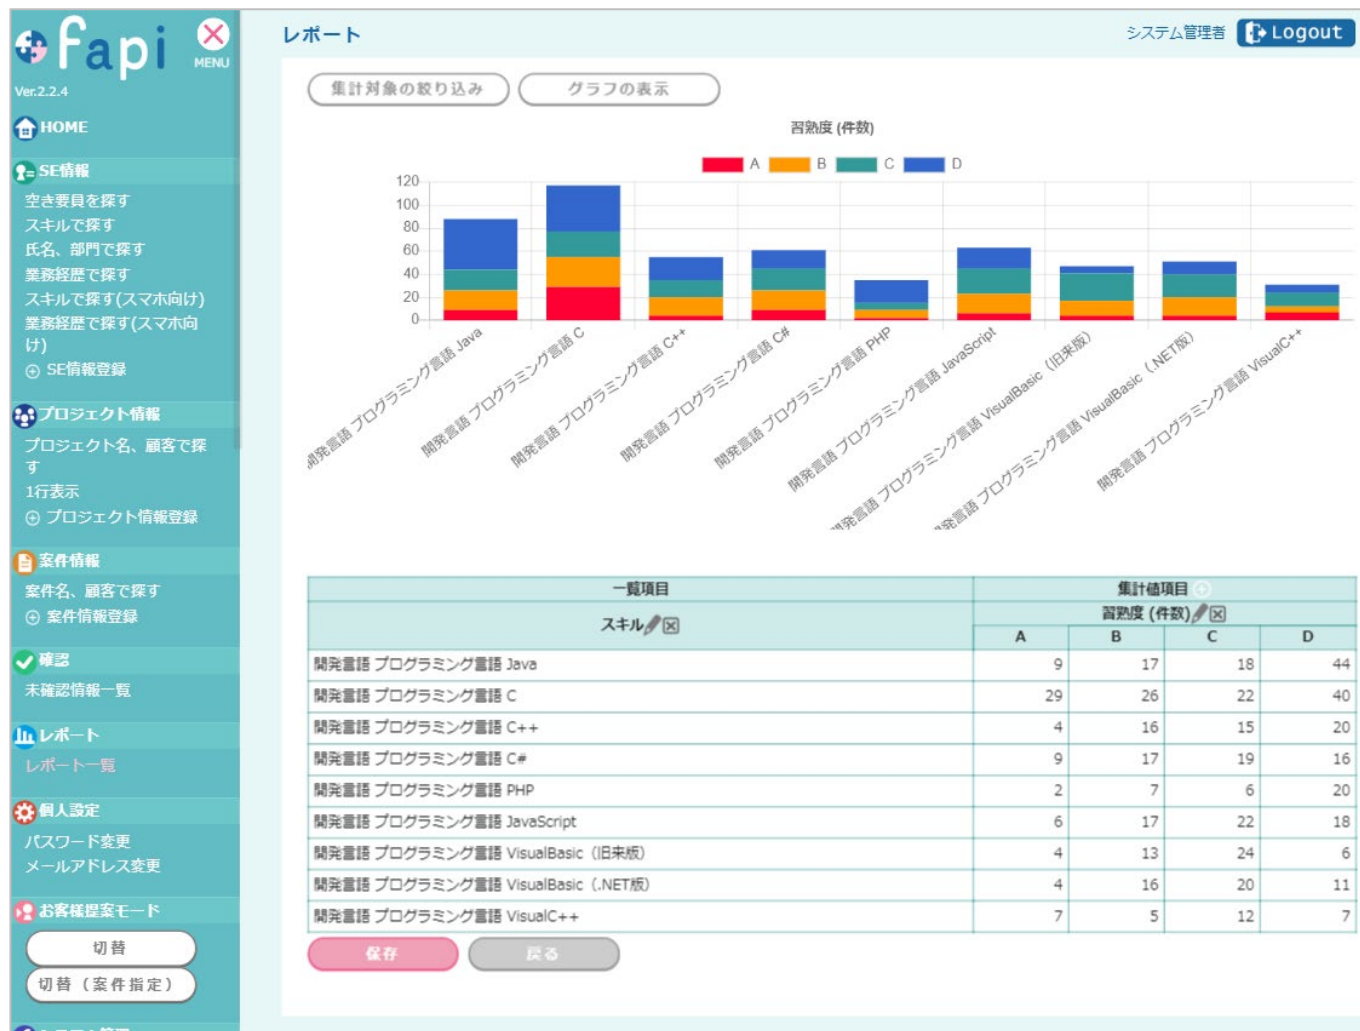 fapi
MENU
Ver.2.2.4
HOME
SE情報
空き要員を探す
スキルで探す
氏名、部門で探す
業務経歴で探す
スキルで探す(スマホ向け)
業務経歴で探す(スマホ向
け)
SE情報登録
プロジェクト情報
プロジェクト名、顧客で探
す
1行表示
プロジェクト情報登録
案件情報
案件名、顧客で探す
案件情報登録
確認
未確認情報一覧
レポート
レポート一覧
個人設定
パスワード変更
メールアドレス変更
お客様提案モード
切替
切替（案件指定）
レポート
システム管理者 Logout
集計対象の絞り込み グラフの表示
習熟度 (件数)
A B C D
120
100
80
60
40
20
0
開発言語 プログラミング言語 Java
開発言語 プログラミング言語 C
開発言語 プログラミング言語 C++
開発言語 プログラミング言語 C#
開発言語 プログラミング言語 PHP
開発言語 プログラミング言語 JavaScript
開発言語 プログラミング言語 VisualBasic（旧来版）
開発言語 プログラミング言語 VisualBasic（.NET版）
開発言語 プログラミング言語 VisualC++
一覧項目 集計値項目
スキル 習熟度 (件数)
A B C D
開発言語 プログラミング言語 Java 9 17 18 44
開発言語 プログラミング言語 C 29 26 22 40
開発言語 プログラミング言語 C++ 4 16 15 20
開発言語 プログラミング言語 C# 9 17 19 16
開発言語 プログラミング言語 PHP 2 7 6 20
開発言語 プログラミング言語 JavaScript 6 17 22 18
開発言語 プログラミング言語 VisualBasic（旧来版） 4 13 24 6
開発言語 プログラミング言語 VisualBasic（.NET版） 4 16 20 11
開発言語 プログラミング言語 VisualC++ 7 5 12 7
保存 戻る